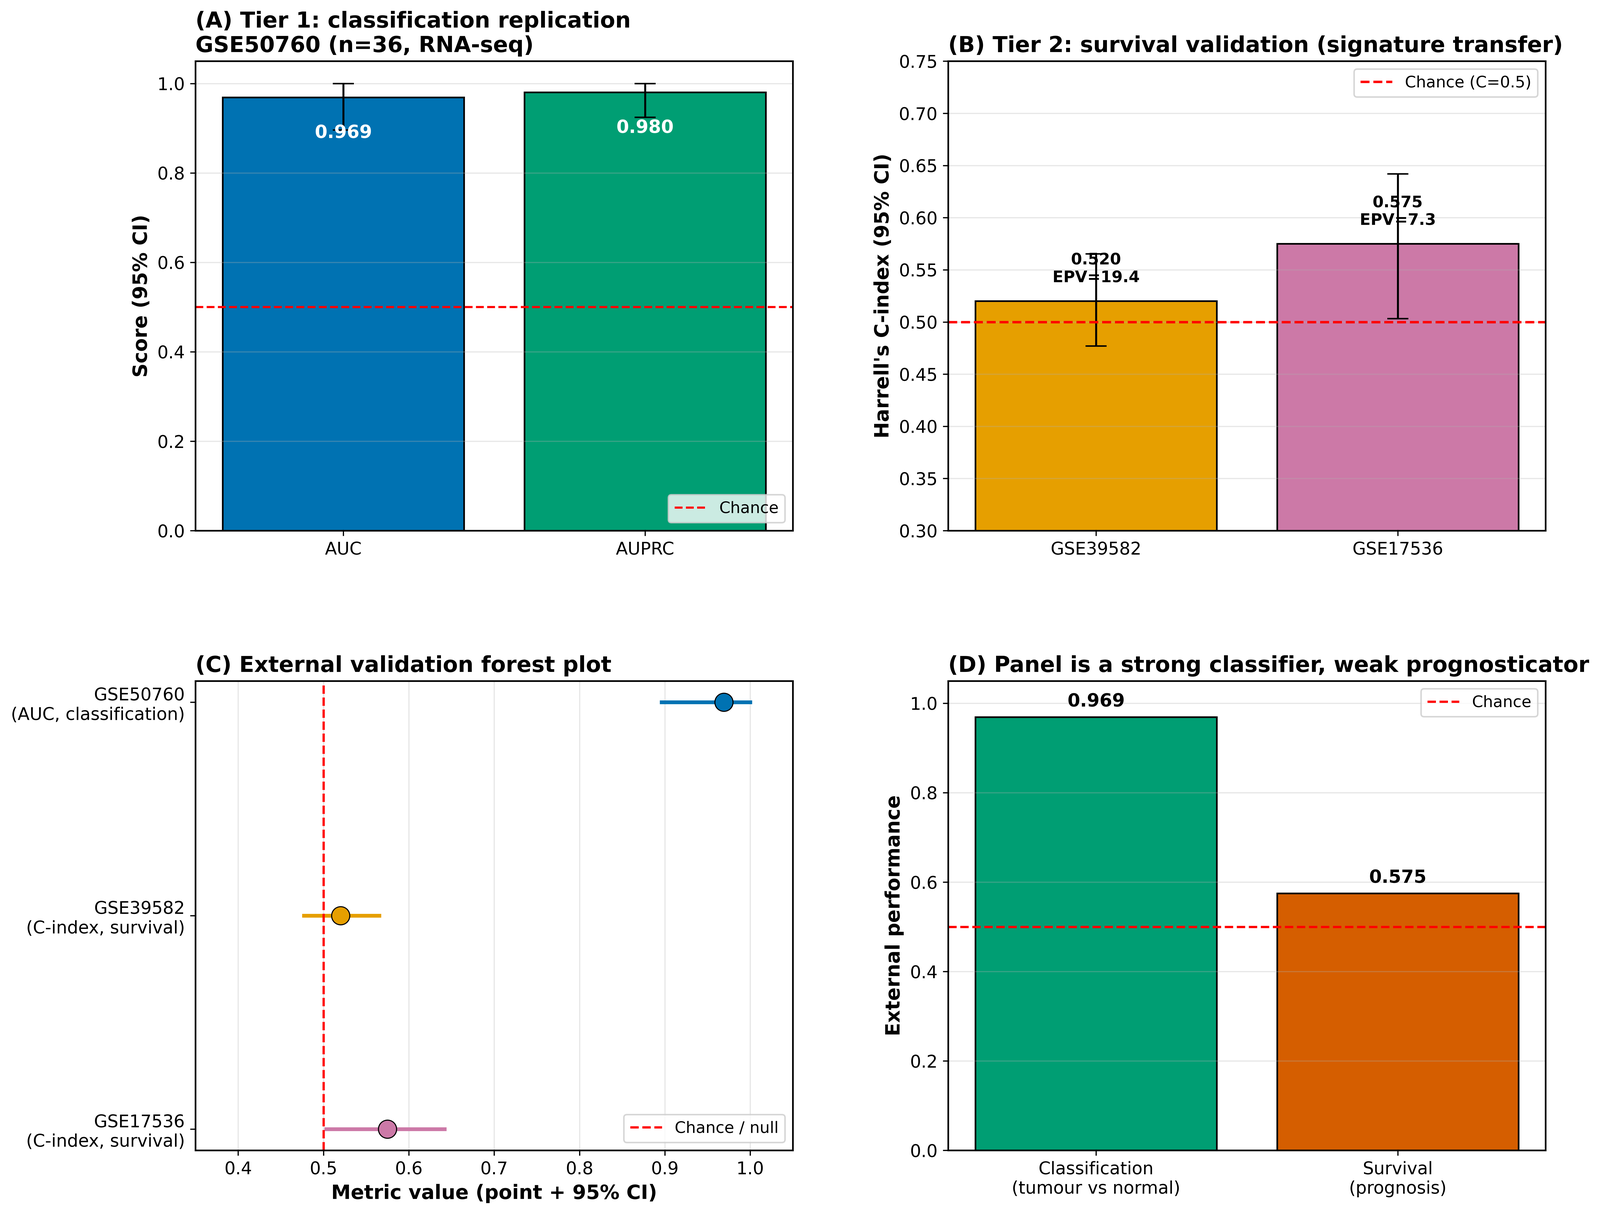 (A) Tier 1: classification replication
GSE50760 (n=36, RNA-seq)
Score (95% CI)
1.0
0.8
0.6
0.4
0.2
0.0
0.969
0.980
Chance
AUC
AUPRC
(B) Tier 2: survival validation (signature transfer)
Harrell's C-index (95% CI)
0.75
0.70
0.65
0.60
0.55
0.50
0.45
0.40
0.35
0.30
Chance (C=0.5)
0.520
EPV=19.4
0.575
EPV=7.3
GSE39582
GSE17536
(C) External validation forest plot
GSE50760
(AUC, classification)
GSE39582
(C-index, survival)
GSE17536
(C-index, survival)
Chance / null
0.4
0.5
0.6
0.7
0.8
0.9
1.0
Metric value (point + 95% CI)
(D) Panel is a strong classifier, weak prognosticator
External performance
1.0
0.8
0.6
0.4
0.2
0.0
0.969
0.575
Chance
Classification
(tumour vs normal)
Survival
(prognosis)